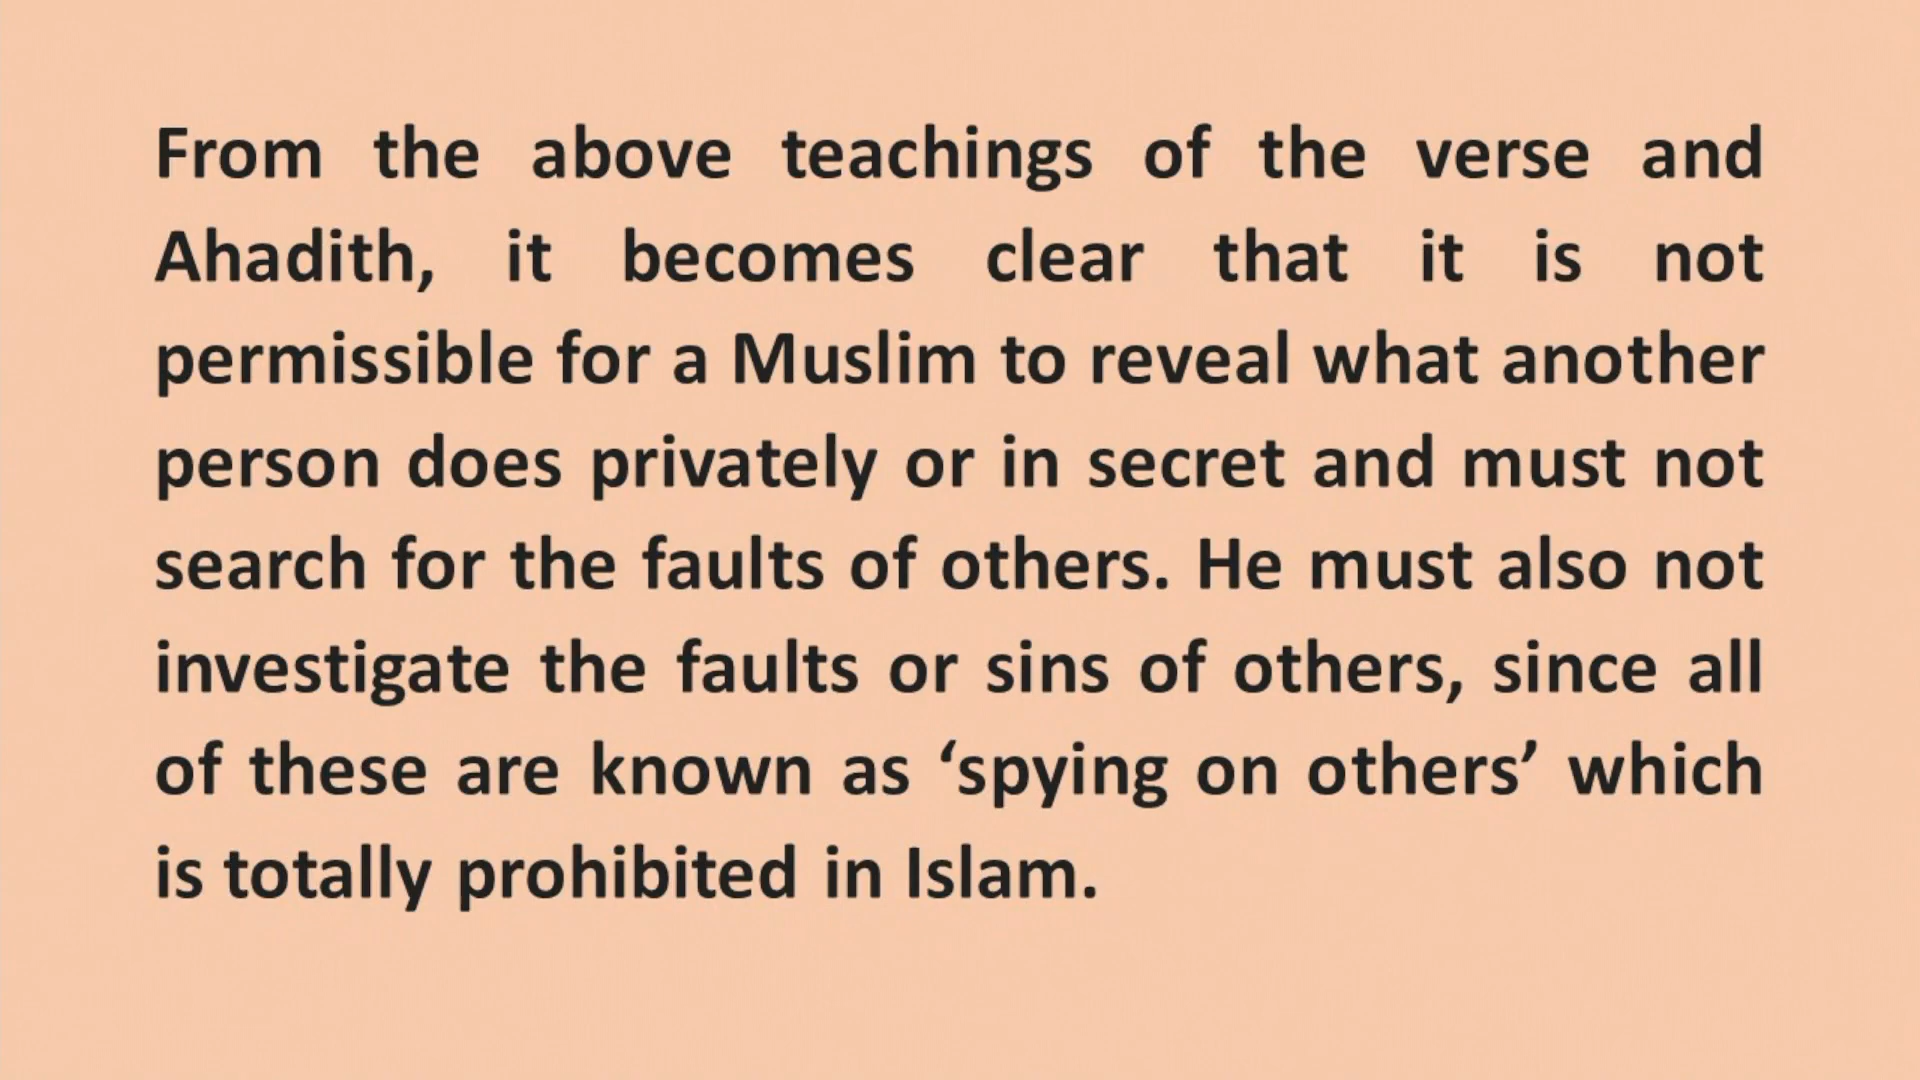 From the above teachings of the verse and
Ahadith, it becomes clear that it is not
permissible for a Muslim to reveal what another
person does privately or in secret and must not
search for the faults of others. He must also not
investigate the faults or sins of others, since all
of these are known as ‘spying on others’ which
is totally prohibited in Islam.